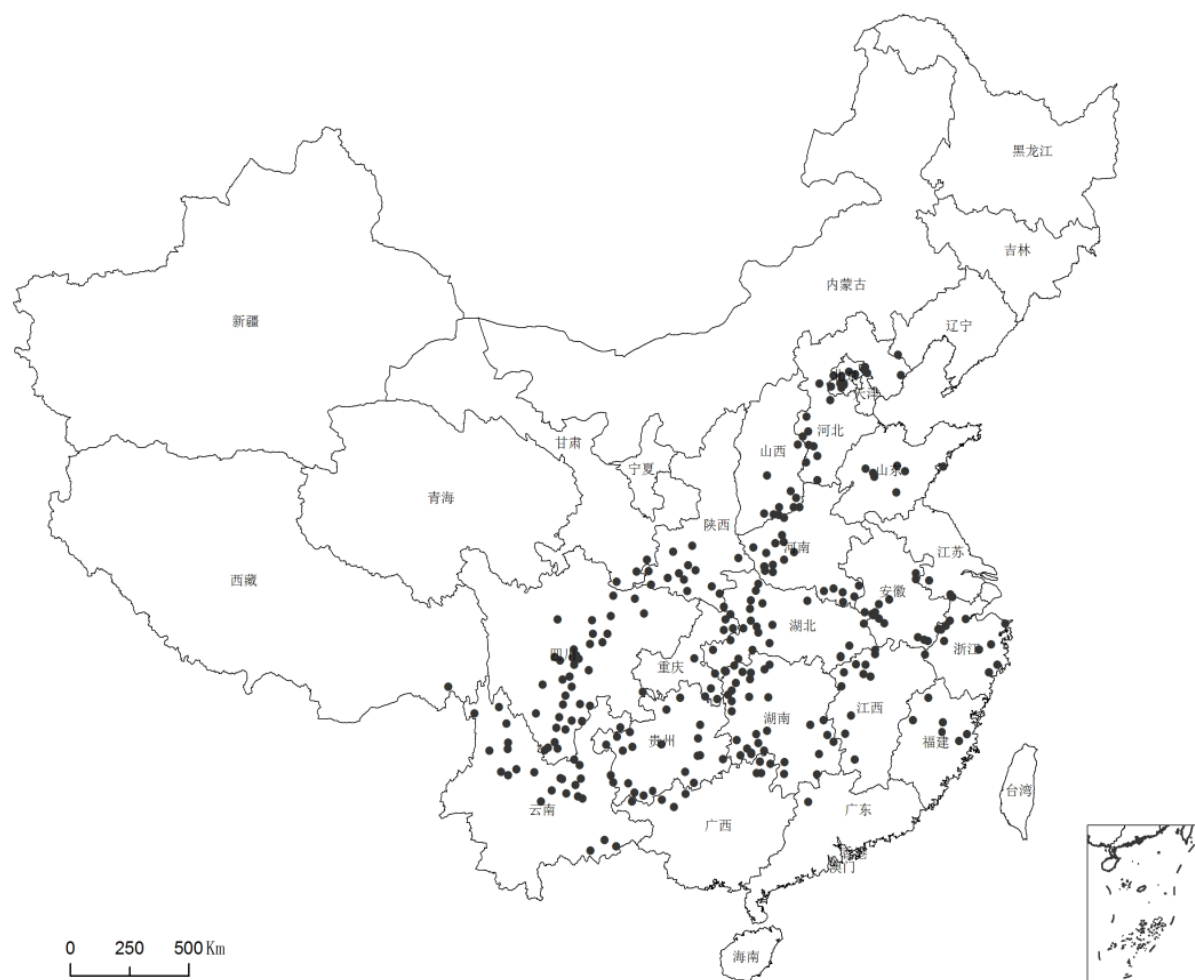 黑龙江
吉林
内蒙古
辽宁
新疆
天津
河北
甘肃
山西
宁夏
山东
青海
陕西
河南
江苏
西藏
安徽
湖北
四川
浙江
重庆
江西
湖南
贵州
福建
台湾
云南
广东
广西
澳门
海南
0 250 500 Km